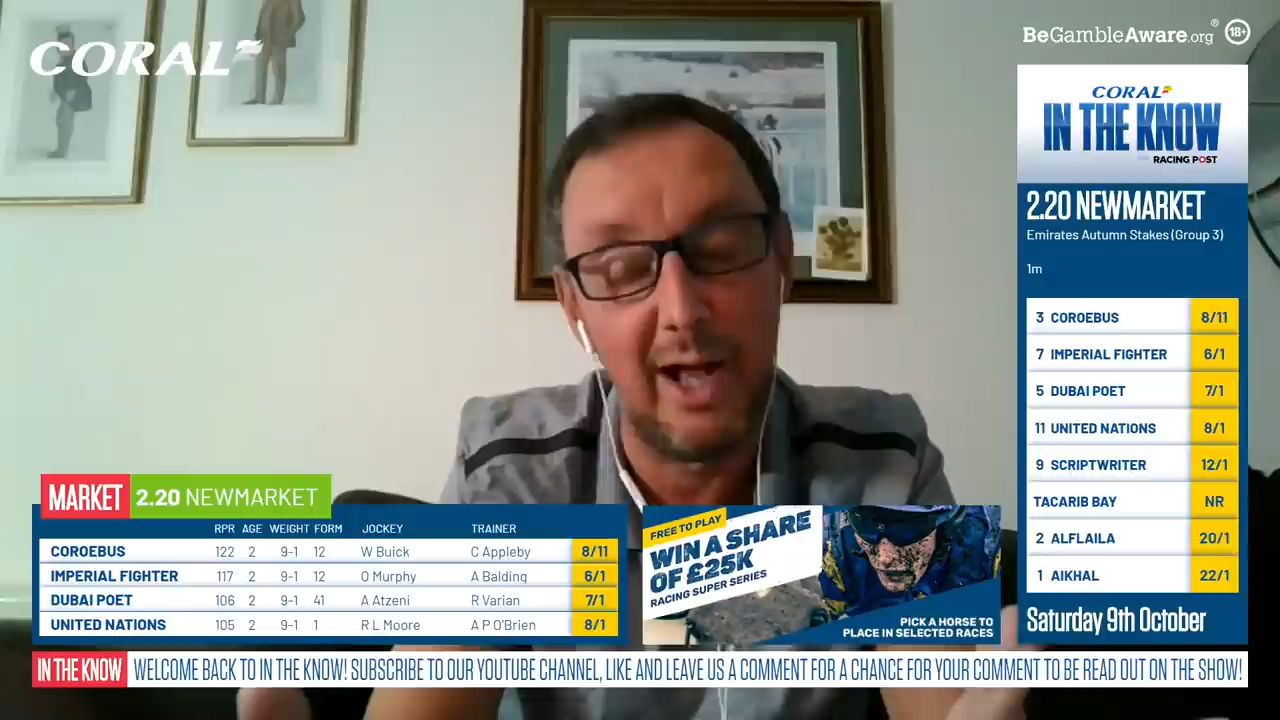 CORAL
BeGambleAware.org® 18+
CORAL
IN THE KNOW
RACING POST
2.20 NEWMARKET
Emirates Autumn Stakes (Group 3)
1m
3 COROEBUS 8/11
7 IMPERIAL FIGHTER 6/1
5 DUBAI POET 7/1
11 UNITED NATIONS 8/1
9 SCRIPTWRITER 12/1
TACARIB BAY NR
2 ALFLAILA 20/1
1 AIKHAL 22/1
Saturday 9th October
MARKET 2.20 NEWMARKET
RPR AGE WEIGHT FORM JOCKEY TRAINER
COROEBUS 122 2 9-1 12 W Buick C Appleby 8/11
IMPERIAL FIGHTER 117 2 9-1 12 O Murphy A Balding 6/1
DUBAI POET 106 2 9-1 41 A Atzeni R Varian 7/1
UNITED NATIONS 105 2 9-1 1 R L Moore A P O'Brien 8/1
FREE TO PLAY
WIN A SHARE
OF £25K
RACING SUPER SERIES
PICK A HORSE TO
PLACE IN SELECTED RACES
IN THE KNOW WELCOME BACK TO IN THE KNOW! SUBSCRIBE TO OUR YOUTUBE CHANNEL, LIKE AND LEAVE US A COMMENT FOR A CHANCE FOR YOUR COMMENT TO BE READ OUT ON THE SHOW!